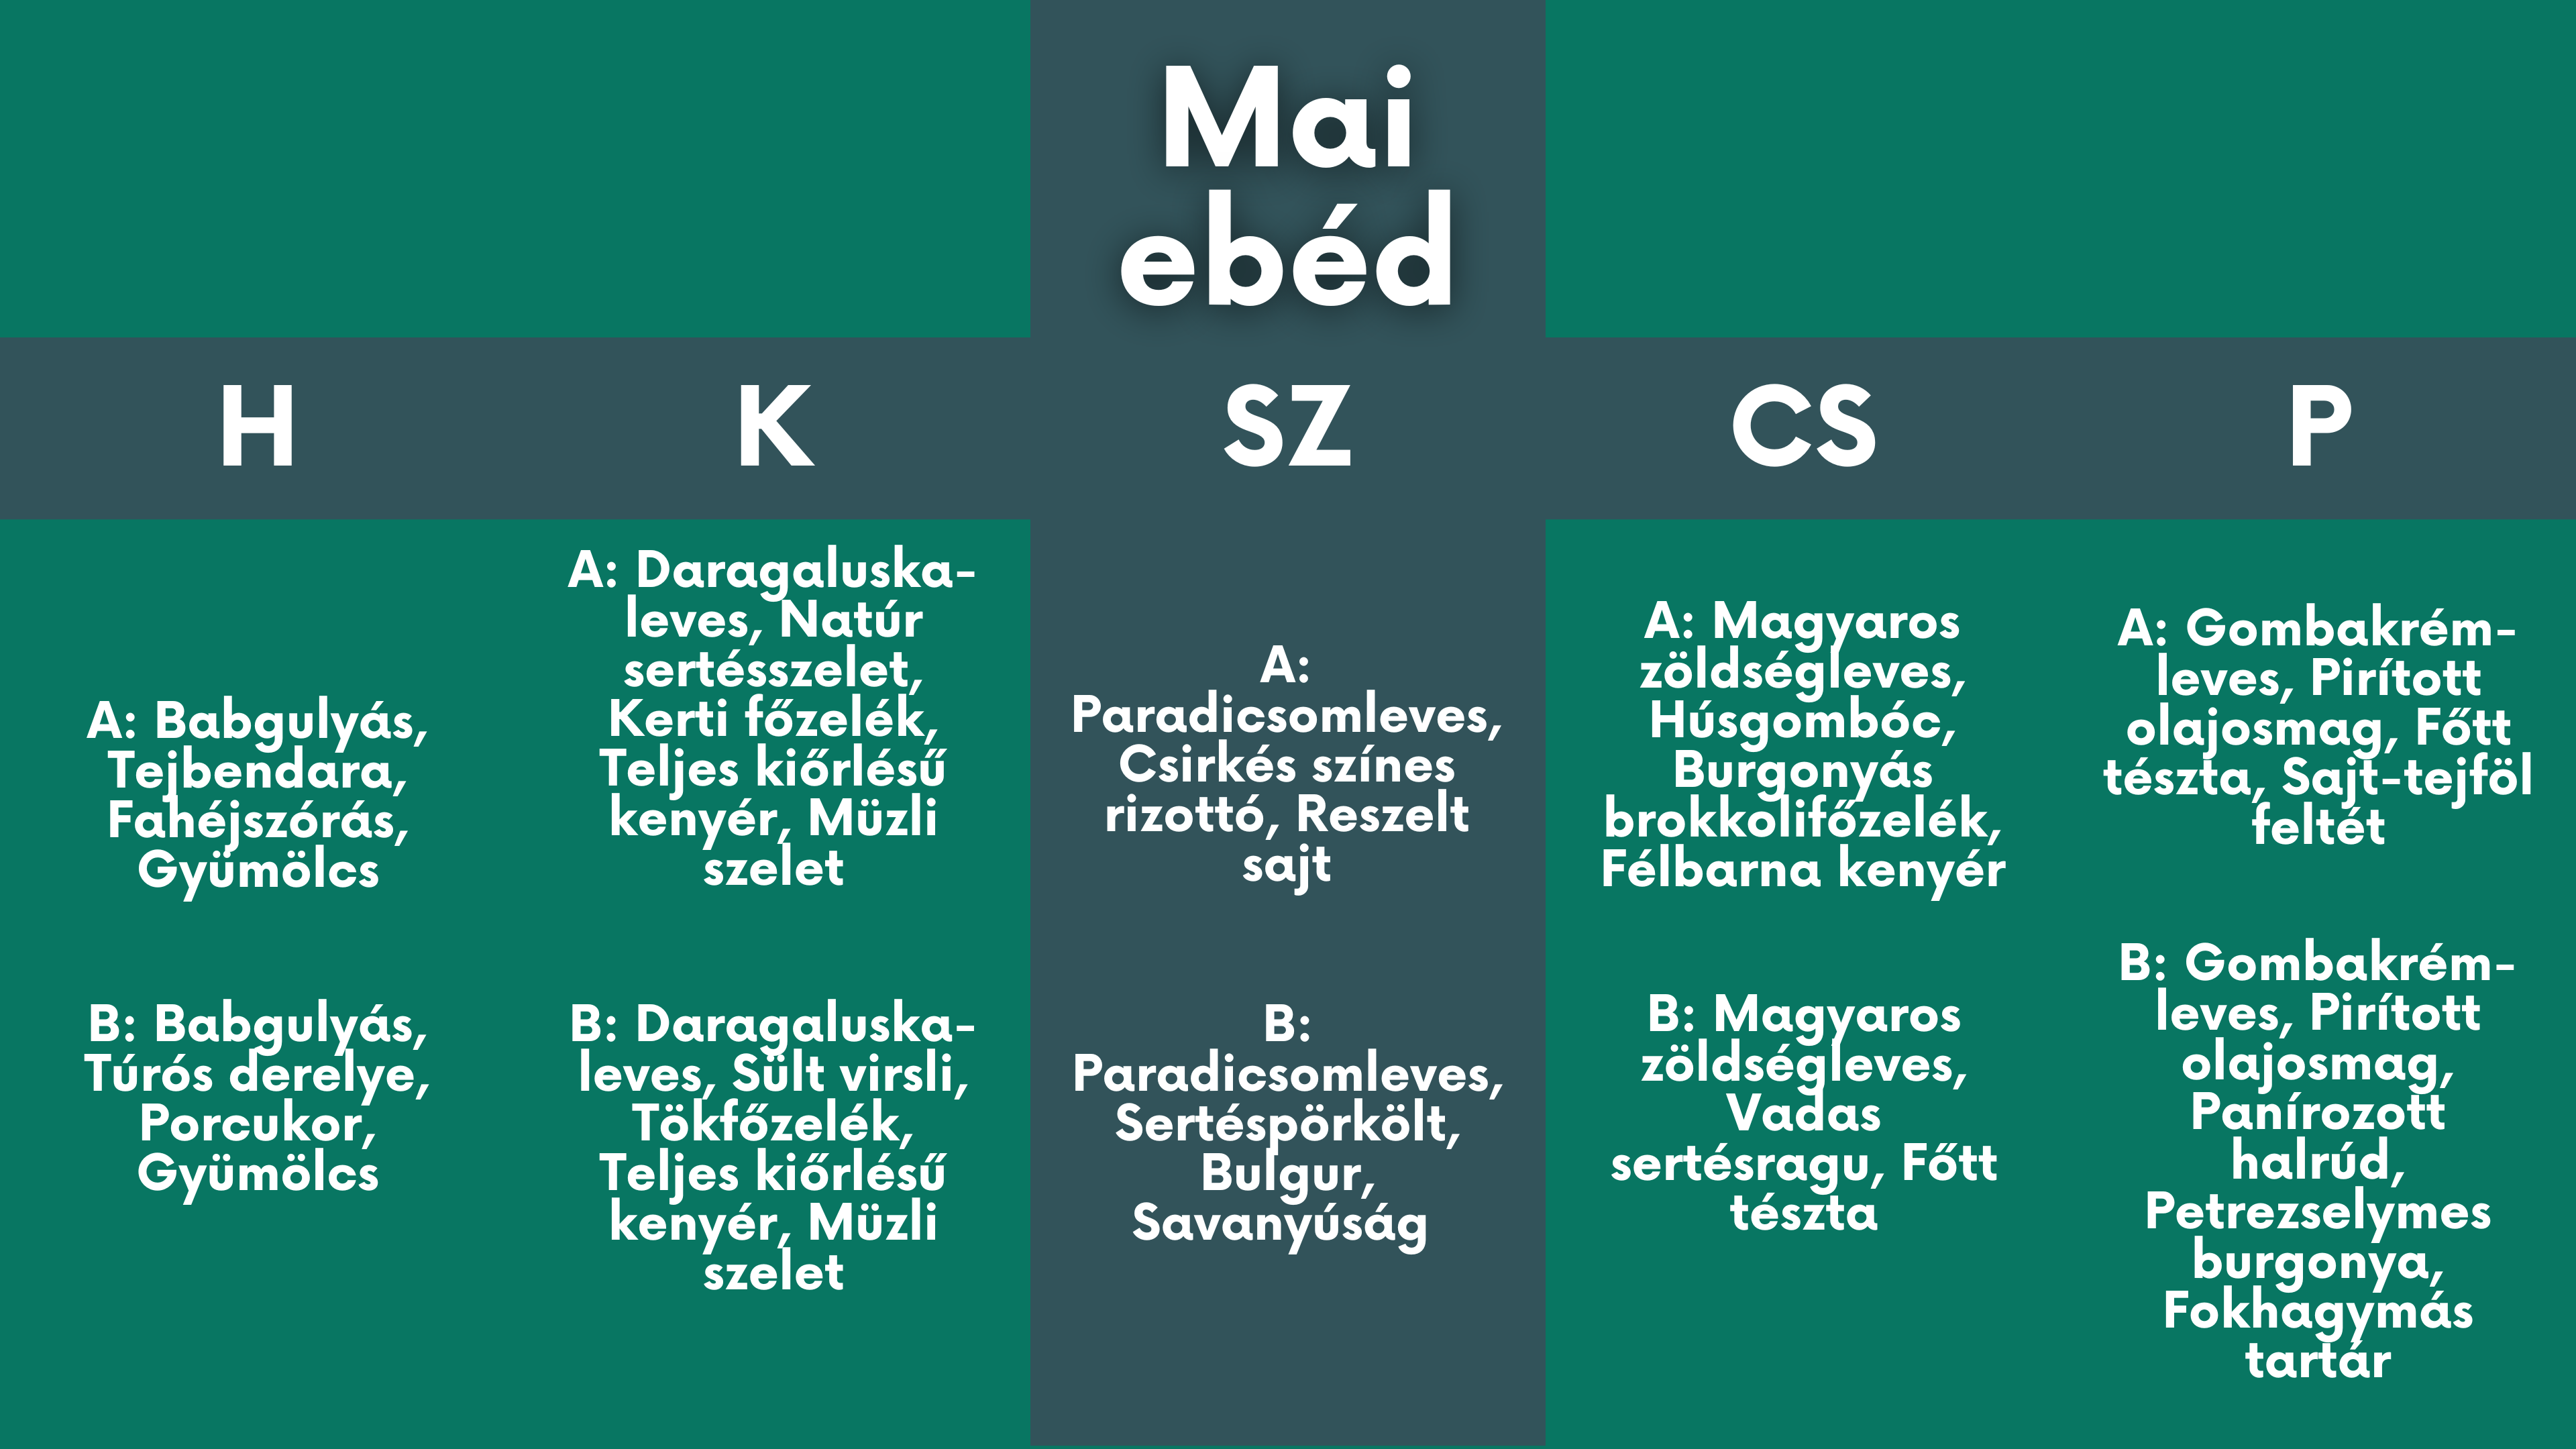 Mai
ebéd
H
K
SZ
CS
P
A: Babgulyás,
Tejbendara,
Fahéjszórás,
Gyümölcs
B: Babgulyás,
Túrós derelye,
Porcukor,
Gyümölcs
A: Daragaluska-
leves, Natúr
sertésszelet,
Kerti főzelék,
Teljes kiőrlésű
kenyér, Müzli
szelet
B: Daragaluska-
leves, Sült virsli,
Tökfőzelék,
Teljes kiőrlésű
kenyér, Müzli
szelet
A:
Paradicsomleves,
Csirkés színes
rizottó, Reszelt
sajt
B:
Paradicsomleves,
Sertéspörkölt,
Bulgur,
Savanyúság
A: Magyaros
zöldségleves,
Húsgombóc,
Burgonyás
brokkolifőzelék,
Félbarna kenyér
B: Magyaros
zöldségleves,
Vadas
sertésragu, Főtt
tészta
A: Gombakrém-
leves, Pirított
olajosmag, Főtt
tészta, Sajt-tejföl
feltét
B: Gombakrém-
leves, Pirított
olajosmag,
Panírozott
halrúd,
Petrezselymes
burgonya,
Fokhagymás
tartár